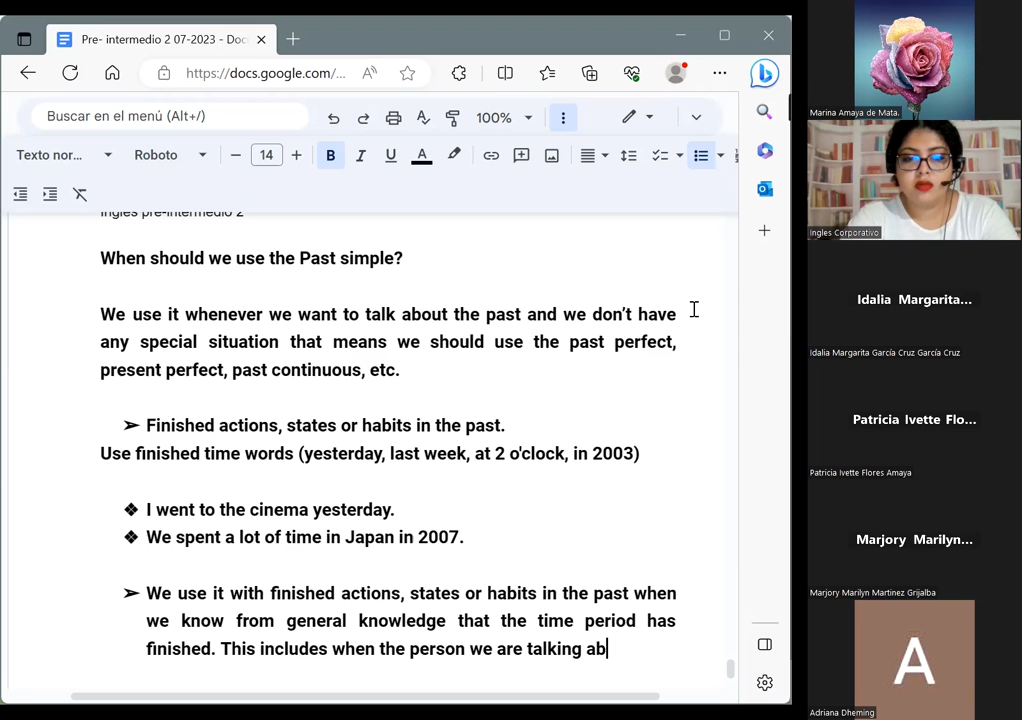 Pre- intermedio 2 07-2023 - Doc
https://docs.google.com/...
Buscar en el menú (Alt+/)
100%
Texto nor...
Roboto
14
B
I
U
A
Ingles pre-intermedio 2
When should we use the Past simple?
We use it whenever we want to talk about the past and we don't have
any special situation that means we should use the past perfect,
present perfect, past continuous, etc.
➢ Finished actions, states or habits in the past.
Use finished time words (yesterday, last week, at 2 o'clock, in 2003)
❖ I went to the cinema yesterday.
❖ We spent a lot of time in Japan in 2007.
➢ We use it with finished actions, states or habits in the past when
we know from general knowledge that the time period has
finished. This includes when the person we are talking ab
Marina Amaya de Mata.
Ingles Corporativo
Idalia Margarita...
Idalia Margarita García Cruz García Cruz
Patricia Ivette Flo...
Patricia Ivette Flores Amaya
Marjory Marilyn...
Marjory Marilyn Martinez Grijalba
A
Adriana Dheming